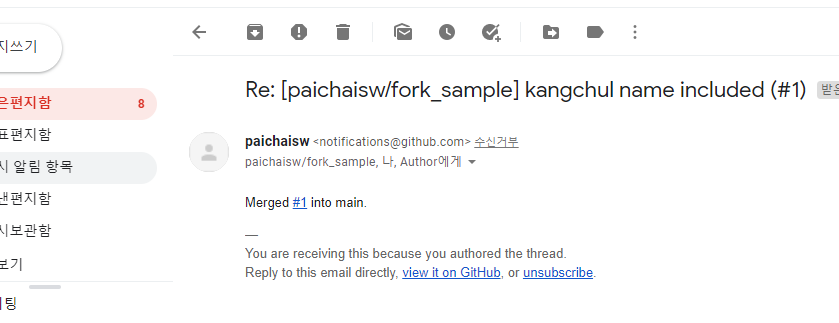 지쓰기
Re: [paichaisw/fork_sample] kangchul name included (#1) 받은
은편지함 8
paichaisw <notifications@github.com> 수신거부
표편지함
paichaisw/fork_sample, 나, Author에게
시 알림 항목
낸편지함
Merged #1 into main.
시보관함
—
You are receiving this because you authored the thread.
보기
Reply to this email directly, view it on GitHub, or unsubscribe.
팅